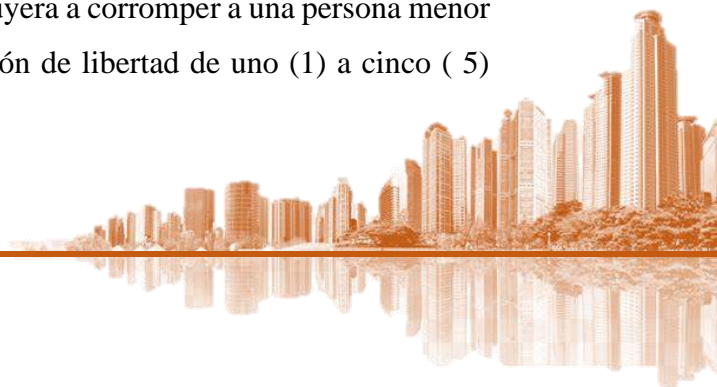 uyera a corromper a una persona menor
ón de libertad de uno (1) a cinco ( 5)